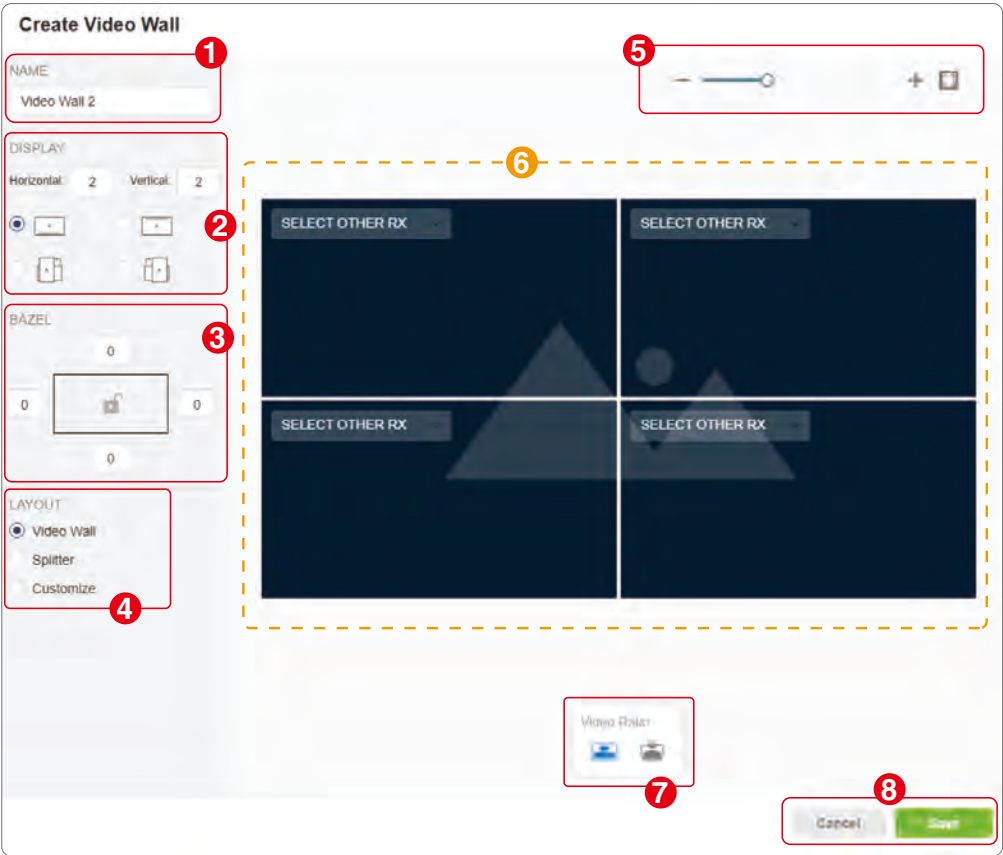 Create Video Wall
1
NAME
Video Wall 2
2
DISPLAY
Horizontal: 2 Vertical: 2
3
BAZEL
0
0 0
0
4
LAYOUT
Video Wall
Splitter
Customize
5
6
SELECT OTHER RX SELECT OTHER RX
SELECT OTHER RX SELECT OTHER RX
7
Video Ratio
8
Cancel Save